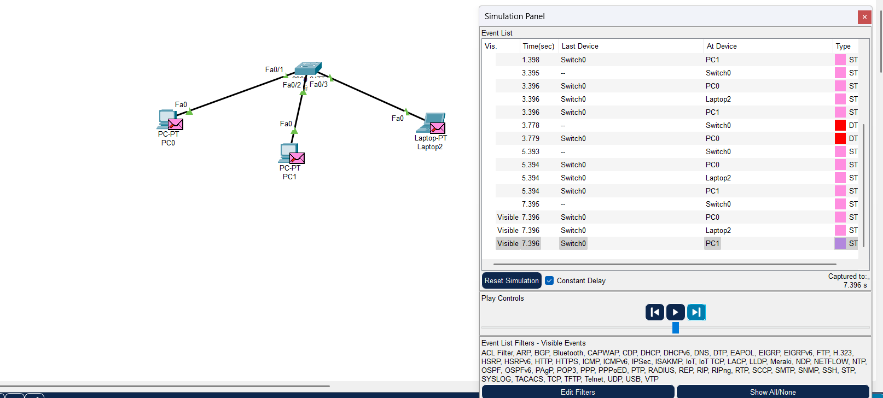 Simulation Panel
Event List
Vis. Time(sec) Last Device At Device Type
1.398 Switch0 PC1 ST
3.395 -- Switch0 ST
3.396 Switch0 PC0 ST
3.396 Switch0 Laptop2 ST
3.396 Switch0 PC1 ST
3.778 -- Switch0 DT
3.779 Switch0 PC0 DT
5.393 -- Switch0 ST
5.394 Switch0 PC0 ST
5.394 Switch0 Laptop2 ST
5.394 Switch0 PC1 ST
7.395 -- Switch0 ST
Visible 7.396 Switch0 PC0 ST
Visible 7.396 Switch0 Laptop2 ST
Visible 7.396 Switch0 PC1 ST
Reset Simulation Constant Delay
Captured to:
7.396 s
Play Controls
Event List Filters - Visible Events
ACL Filter, ARP, BGP, Bluetooth, CAPWAP, CDP, DHCP, DHCPv6, DNS, DTP, EAPOL, EIGRP, EIGRPv6, FTP, H.323,
HSRP, HSRPv6, HTTP, HTTPS, ICMP, ICMPv6, IPSec, ISAKMP, IoT, IoT TCP, LACP, LLDP, Meraki, NDP, NETFLOW, NTP,
OSPF, OSPFv6, PAgP, POP3, PPP, PPPoED, PTP, RADIUS, REP, RIP, RIPng, RTP, SCCP, SMTP, SNMP, SSH, STP,
SYSLOG, TACACS, TCP, TFTP, Telnet, UDP, USB, VTP
Edit Filters Show All/None
Fa0/1
Fa0/2 Fa0/3
Fa0
PC-PT
PC0
Fa0
PC-PT
PC1
Fa0
Laptop-PT
Laptop2